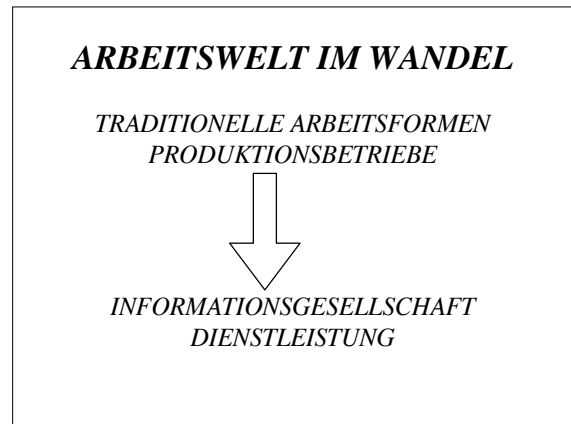 ARBEITSWELT IM WANDEL
TRADITIONELLE ARBEITSFORMEN
PRODUKTIONSBETRIEBE
INFORMATIONSGESELLSCHAFT
DIENSTLEISTUNG